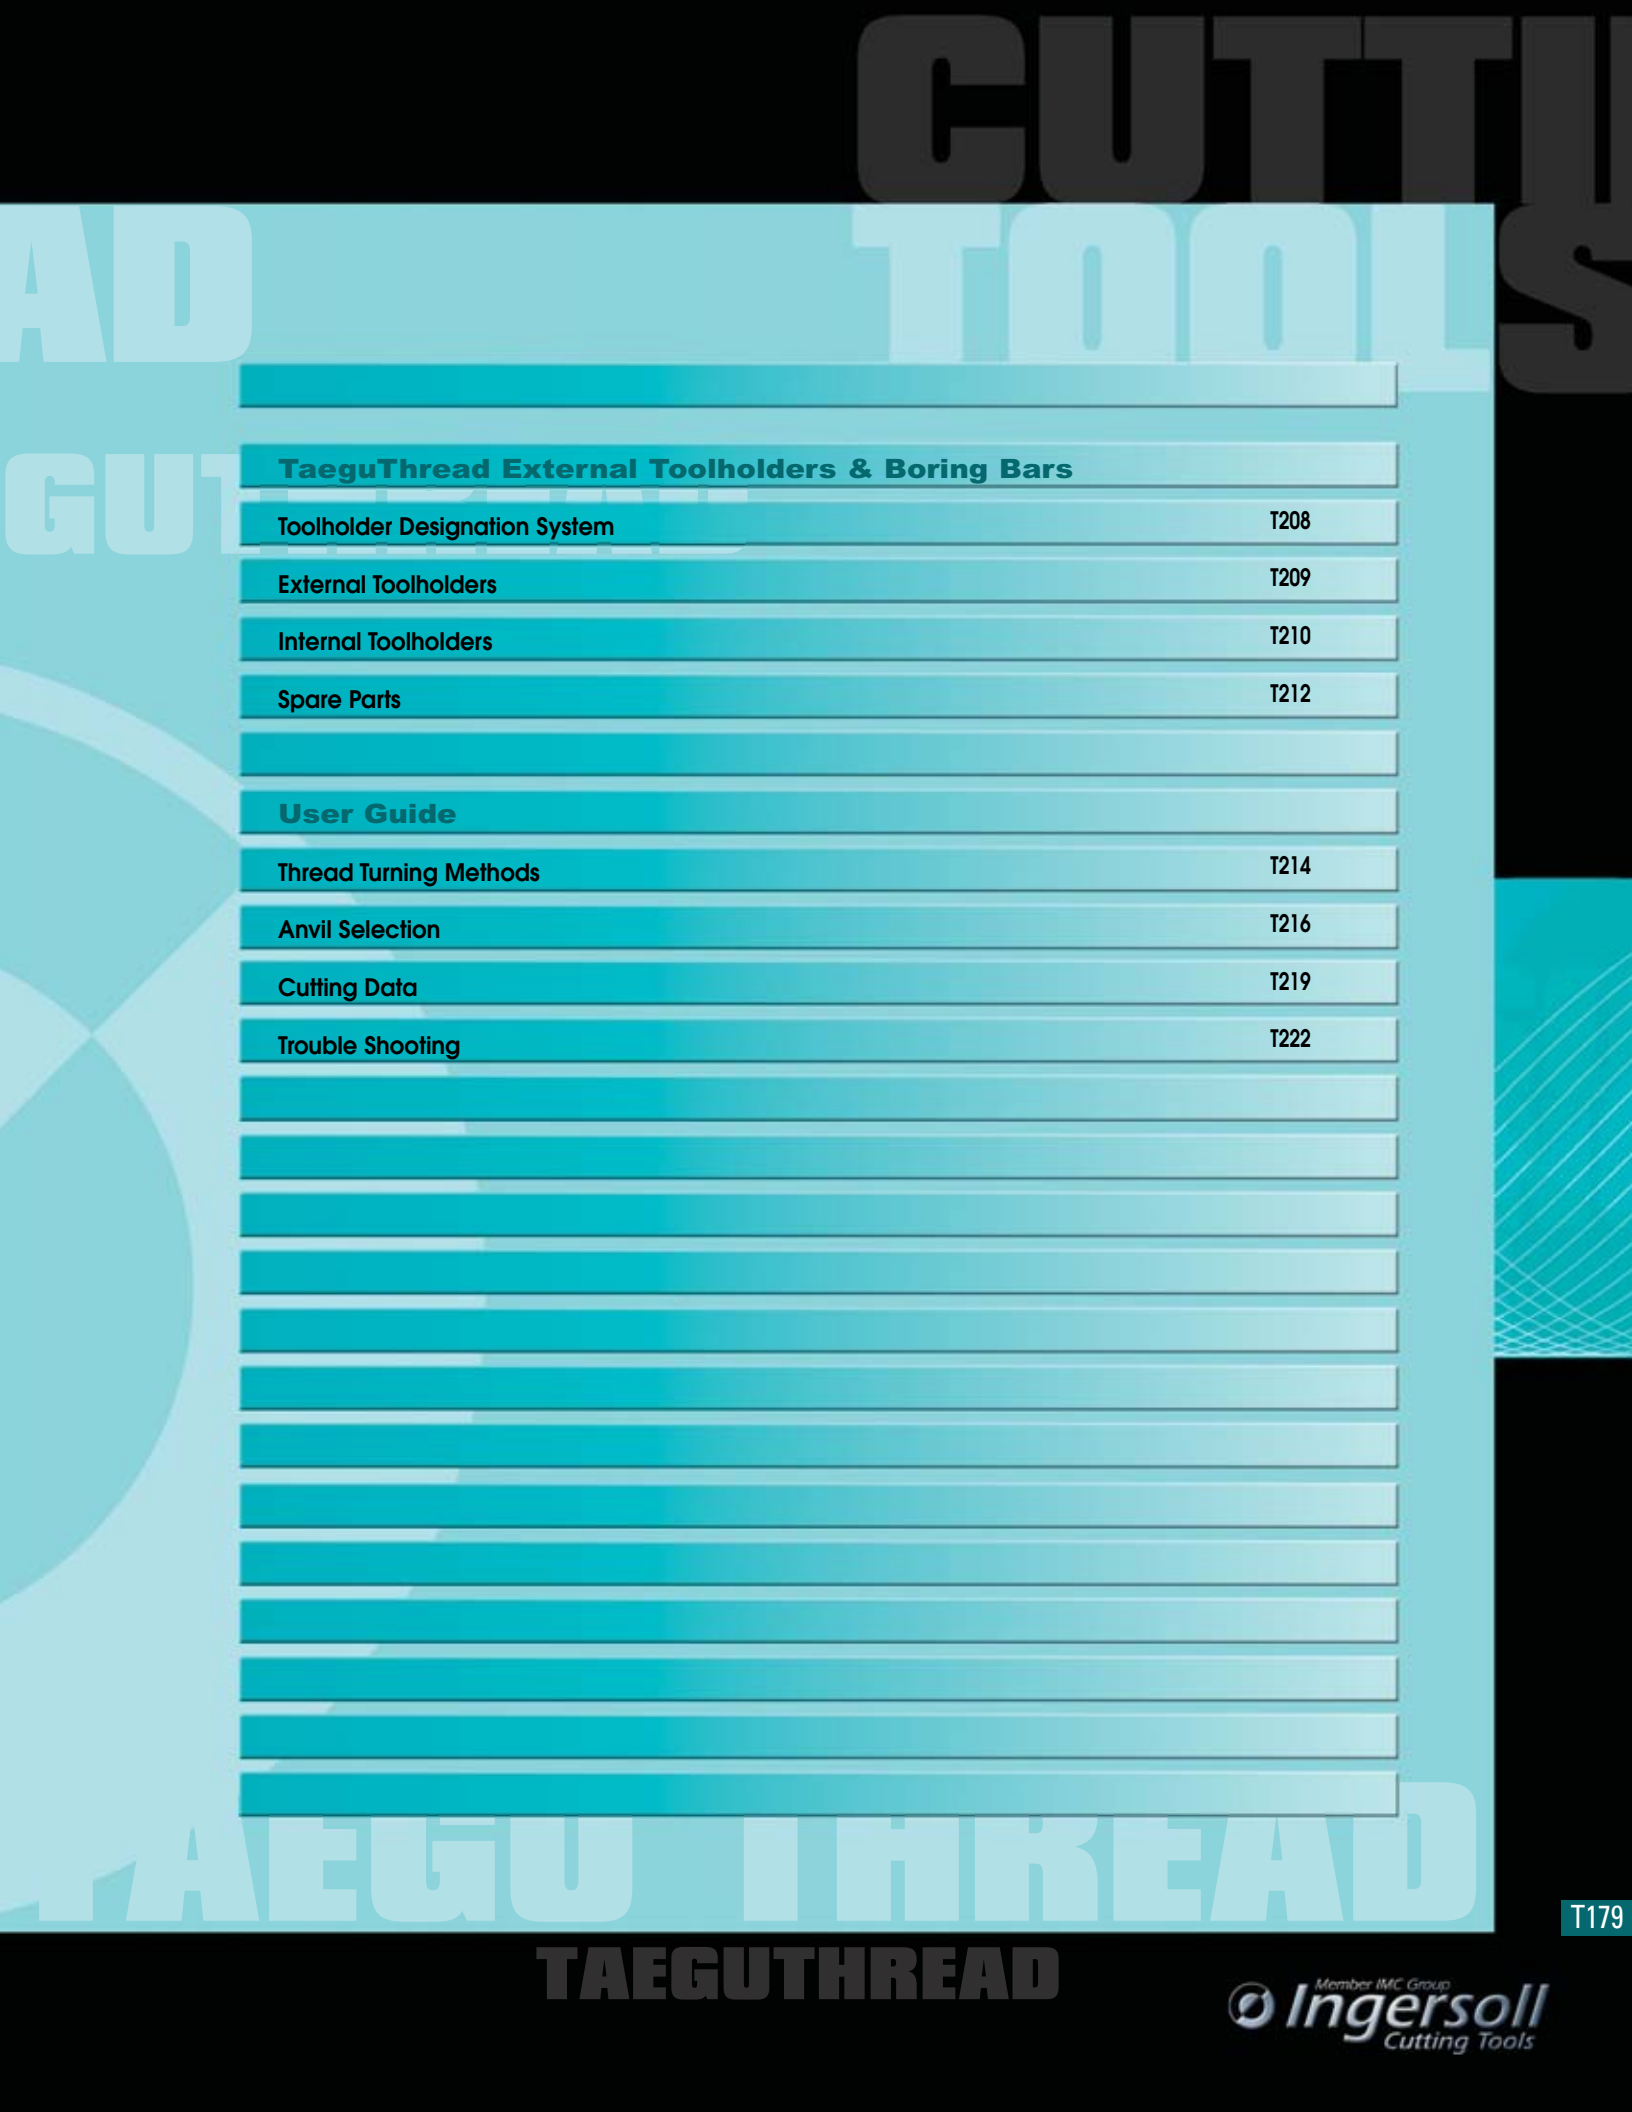 CUTTI
TOOLS
AD
GUTHREAD
TaeguThread External Toolholders & Boring Bars
Toolholder Designation System T208
External Toolholders T209
Internal Toolholders T210
Spare Parts T212
User Guide
Thread Turning Methods T214
Anvil Selection T216
Cutting Data T219
Trouble Shooting T222
TAEGU THREAD
T179
TAEGUTHREAD
Member IMC Group
Ingersoll
Cutting Tools